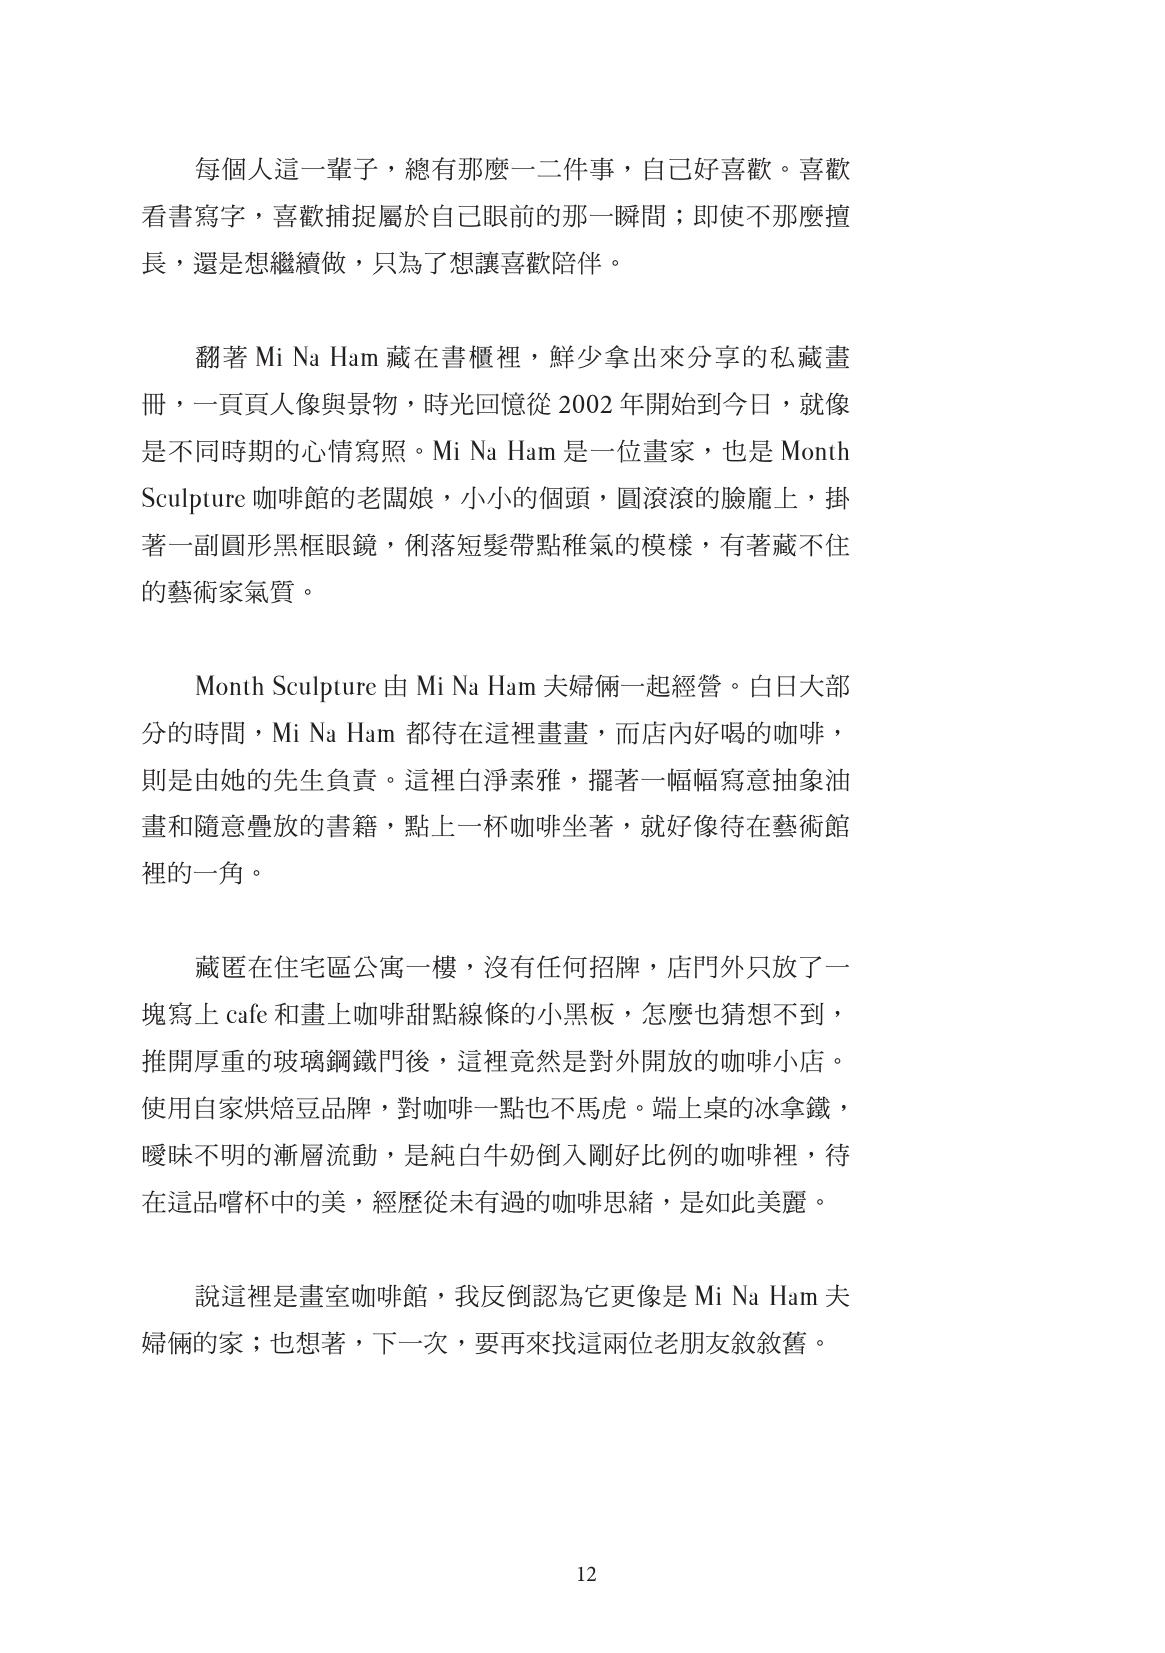 每個人這一輩子，總有那麼一二件事，自己好喜歡。喜歡
看書寫字，喜歡捕捉屬於自己眼前的那一瞬間；即使不那麼擅
長，還是想繼續做，只為了想讓喜歡陪伴。
翻著 Mi Na Ham 藏在書櫃裡，鮮少拿出來分享的私藏畫
冊，一頁頁人像與景物，時光回憶從 2002 年開始到今日，就像
是不同時期的心情寫照。Mi Na Ham 是一位畫家，也是 Month
Sculpture 咖啡館的老闆娘，小小的個頭，圓滾滾的臉龐上，掛
著一副圓形黑框眼鏡，俐落短髮帶點稚氣的模樣，有著藏不住
的藝術家氣質。
Month Sculpture 由 Mi Na Ham 夫婦倆一起經營。白日大部
分的時間，Mi Na Ham 都待在這裡畫畫，而店內好喝的咖啡，
則是由她的先生負責。這裡白淨素雅，擺著一幅幅寫意抽象油
畫和隨意疊放的書籍，點上一杯咖啡坐著，就好像待在藝術館
裡的一角。
藏匿在住宅區公寓一樓，沒有任何招牌，店門外只放了一
塊寫上 cafe 和畫上咖啡甜點線條的小黑板，怎麼也猜想不到，
推開厚重的玻璃鋼鐵門後，這裡竟然是對外開放的咖啡小店。
使用自家烘焙豆品牌，對咖啡一點也不馬虎。端上桌的冰拿鐵，
曖昧不明的漸層流動，是純白牛奶倒入剛好比例的咖啡裡，待
在這品嚐杯中的美，經歷從未有過的咖啡思緒，是如此美麗。
說這裡是畫室咖啡館，我反倒認為它更像是 Mi Na Ham 夫
婦倆的家；也想著，下一次，要再來找這兩位老朋友敘敘舊。
12